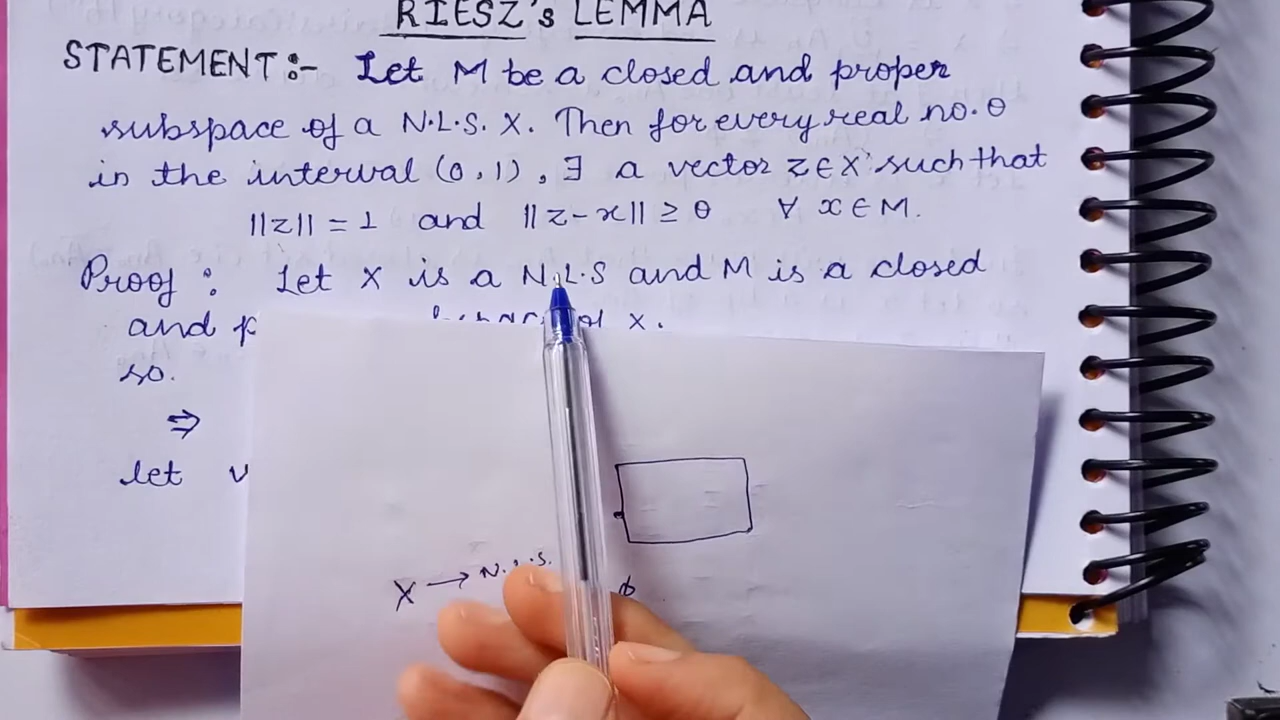 RIESZ's LEMMA
STATEMENT:- Let M be a closed and proper
subspace of a N.L.S. X. Then for every real no. θ
in the interval (0,1), ∃ a vector z∈X such that
||z|| = 1 and ||z-x|| ≥ θ ∀ x∈M.
Proof: Let X is a N.L.S and M is a closed
and X.
so.
⇒
let
X → N.L.S.
ϕ